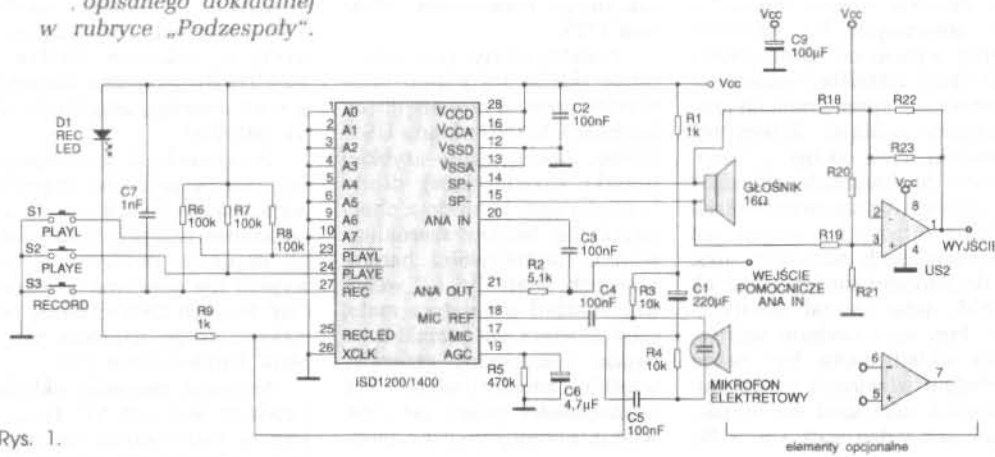 . opisanego dokładniej
w rubryce „Podzespoły”.
Vcc
C9
100µF
Vcc
Vcc
D1
REC
LED
C7
1nF
R6
100k
R7
100k
R8
100k
S1
PLAYL
S2
PLAYE
S3
RECORD
R9
1k
1 A0
2 A1
3 A2
4 A3
5 A4
6 A5
9 A6
10 A7
23 PLAYL
24 PLAYE
27 REC
25 RECLED
26 XCLK
VCCD 28
VCCA 16
VSSD 12
VSSA 13
SP+ 14
SP- 15
ANA IN 20
ANA OUT 21
MIC REF 18
MIC 17
AGC 19
ISD1200/1400
C2
100nF
R1
1k
GŁOŚNIK
16Ω
C3
100nF
R2
5,1k
C4
100nF
R3
10k
WEJŚCIE
POMOCNICZE
ANA IN
C1
220µF
R4
10k
R5
470k
C6
4,7µF
C5
100nF
MIKROFON
ELEKTRETOWY
R18
R22
R23
R20
R19
R21
Vcc
8
2
3
1
4
US2
WYJŚCIE
6
5
7
elementy opcjonalne
Rys. 1.